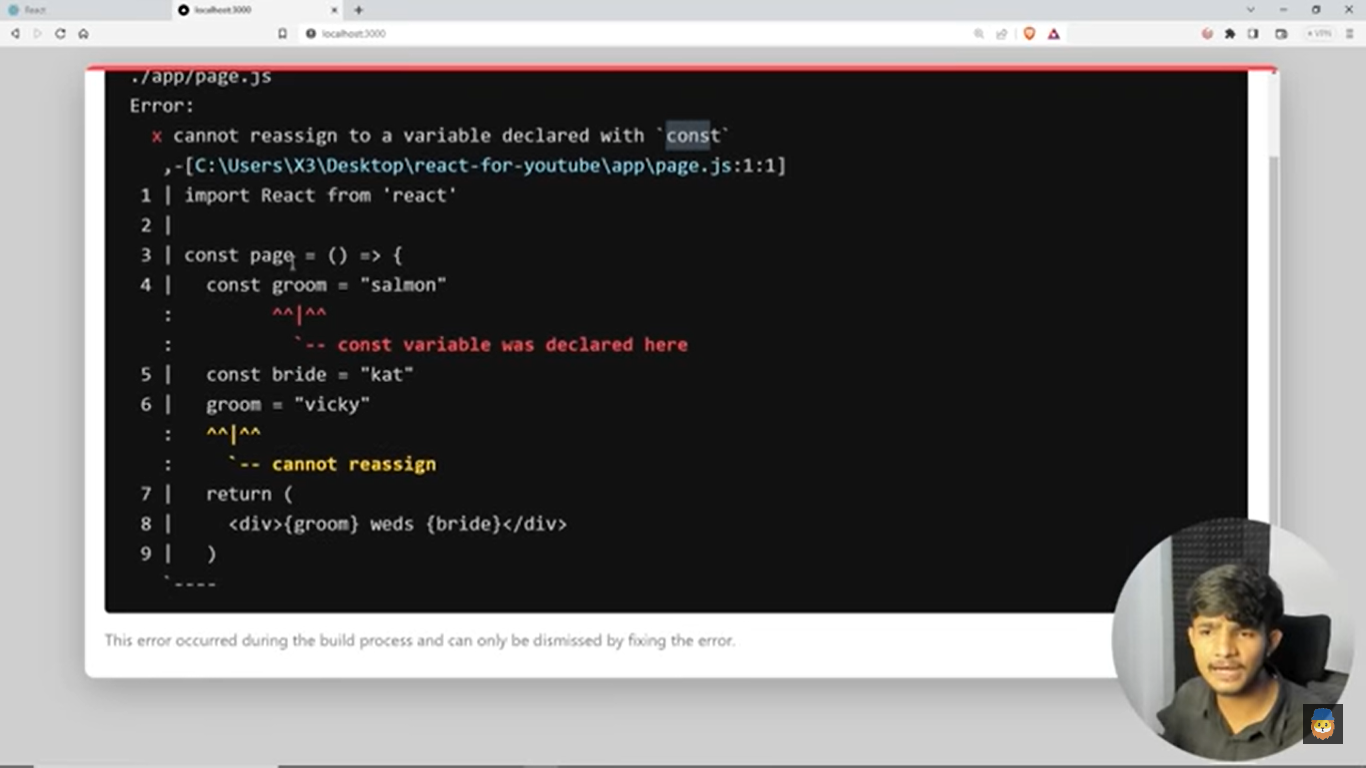 React
localhost:3000
localhost:3000
VPN
./app/page.js
Error:
x cannot reassign to a variable declared with `const`
,-[C:\Users\X3\Desktop\react-for-youtube\app\page.js:1:1]
1 | import React from 'react'
2 |
3 | const page = () => {
4 |   const groom = "salmon"
:         ^^|^^
:           `-- const variable was declared here
5 |   const bride = "kat"
6 |   groom = "vicky"
:   ^^|^^
:     `-- cannot reassign
7 |   return (
8 |     <div>{groom} weds {bride}</div>
9 |   )
`----
This error occurred during the build process and can only be dismissed by fixing the error.